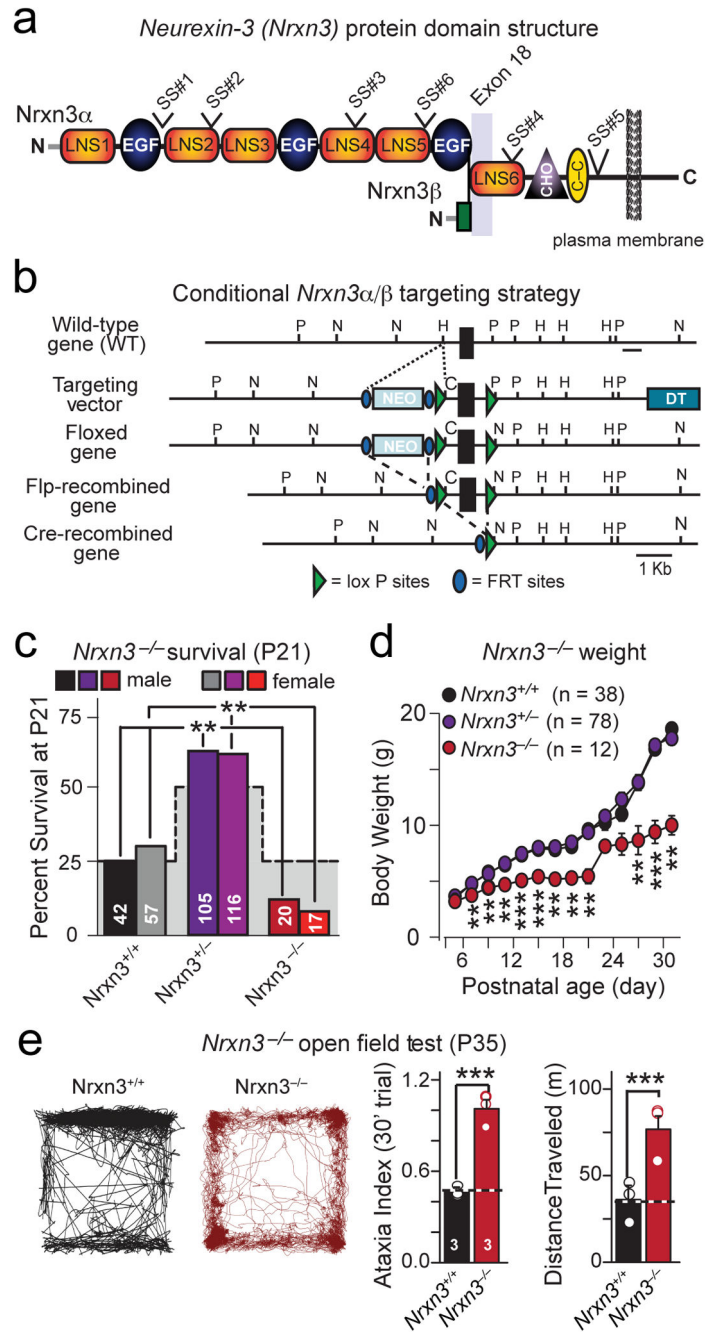 a
Neurexin-3 (Nrxn3) protein domain structure
Nrxn3α
SS#1
SS#2
SS#3
SS#6
Exon 18
N LNS1 EGF LNS2 LNS3 EGF LNS4 LNS5 EGF
SS#4
SS#5
LNS6 CHO C–C C
Nrxn3β
N
plasma membrane
b
Conditional Nrxn3α/β targeting strategy
Wild-type
gene (WT)
P N N H P P H H H P N
Targeting
vector
P N N NEO C P P H H H P DT
Floxed
gene
P N N NEO C N P H H H P N
Flp-recombined
gene
P N N C N P H H H P N
Cre-recombined
gene
P N N N P H H H P N
1 Kb
= lox P sites = FRT sites
c
Nrxn3–/– survival (P21)
male female
Percent Survival at P21
75
50
25
0
**
**
42 57 105 116 20 17
Nrxn3+/+ Nrxn3+/– Nrxn3–/–
d
Nrxn3–/– weight
Nrxn3+/+ (n = 38)
Nrxn3+/– (n = 78)
Nrxn3–/– (n = 12)
Body Weight (g)
20
10
0
** ** ** *** *** ** ** ** ** *** **
6 12 18 24 30
Postnatal age (day)
e
Nrxn3–/– open field test (P35)
Nrxn3+/+ Nrxn3–/–
Ataxia Index (30' trial)
1.2
0.6
0.0
***
3 3
Nrxn3+/+ Nrxn3–/–
DistanceTraveled (m)
100
50
0
***
Nrxn3+/+ Nrxn3–/–